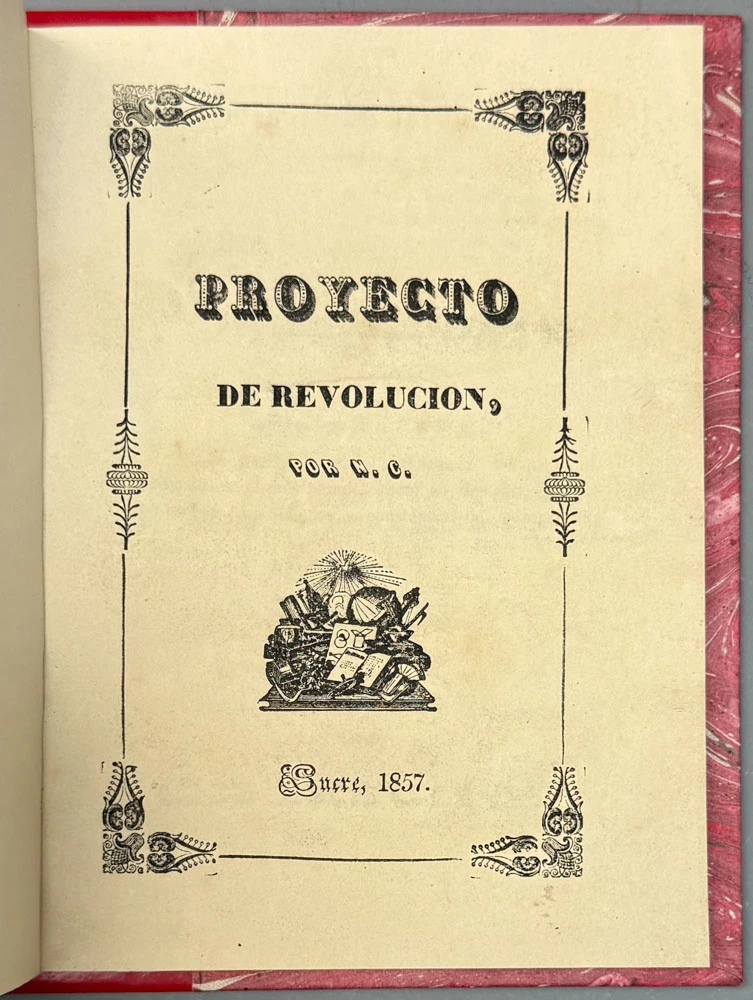 PROYECTO
DE REVOLUCION,
POR N. C.
Sucre, 1857.